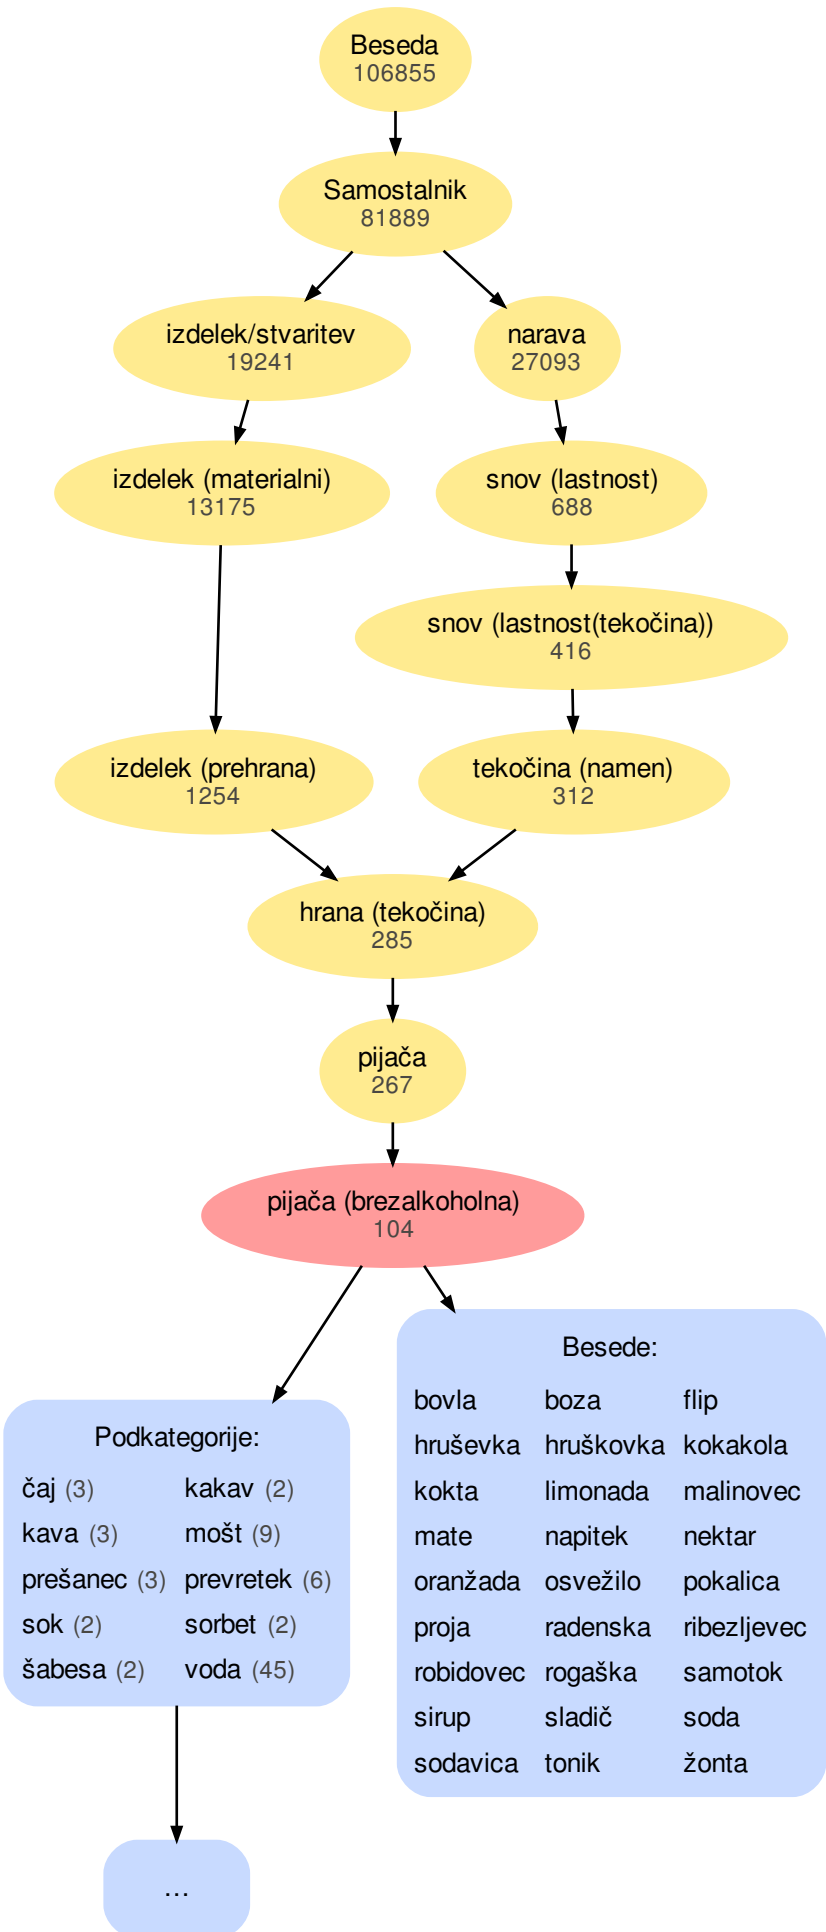 Beseda
106855
Samostalnik
81889
izdelek/stvaritev
19241
narava
27093
izdelek (materialni)
13175
snov (lastnost)
688
snov (lastnost(tekočina))
416
izdelek (prehrana)
1254
tekočina (namen)
312
hrana (tekočina)
285
pijača
267
pijača (brezalkoholna)
104
Podkategorije:
čaj (3) kakav (2)
kava (3) mošt (9)
prešanec (3) prevretek (6)
sok (2) sorbet (2)
šabesa (2) voda (45)
...
Besede:
bovla boza flip
hruševka hruškovka kokakola
kokta limonada malinovec
mate napitek nektar
oranžada osvežilo pokalica
proja radenska ribezljevec
robidovec rogaška samotok
sirup sladič soda
sodavica tonik žonta